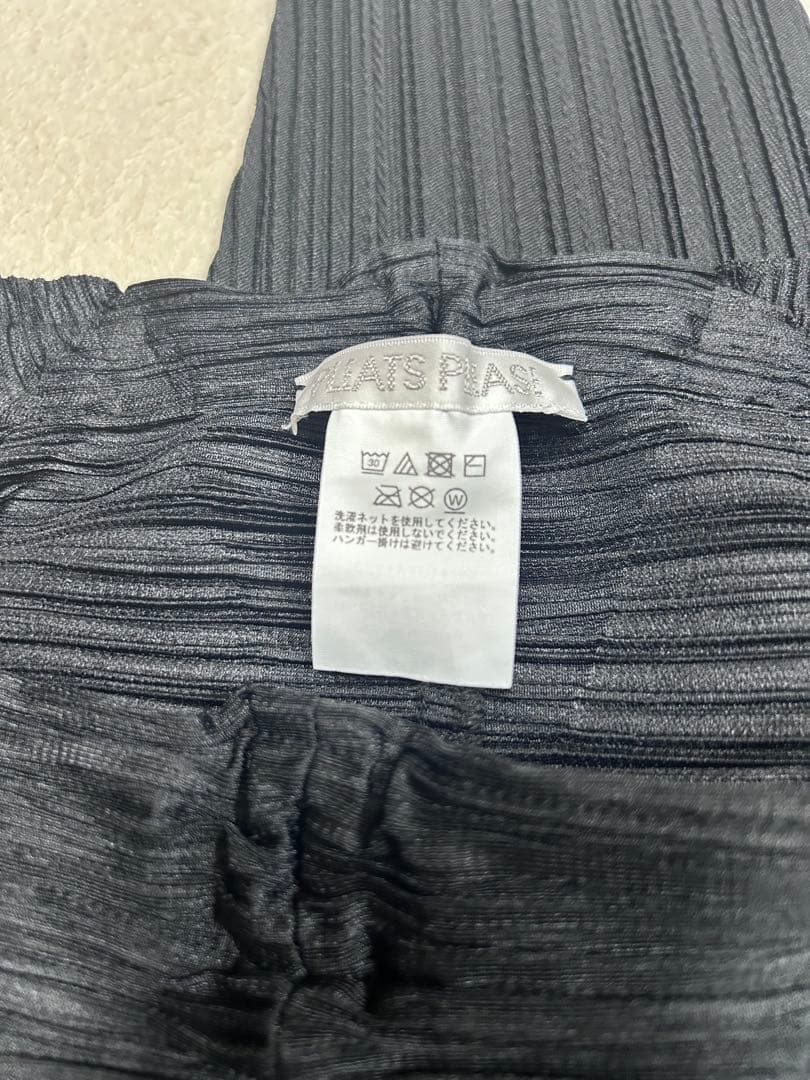 PLEATS PLEASE
30
W
洗濯ネットを使用してください。
柔軟剤は使用しないでください。
ハンガー掛けは避けてください。